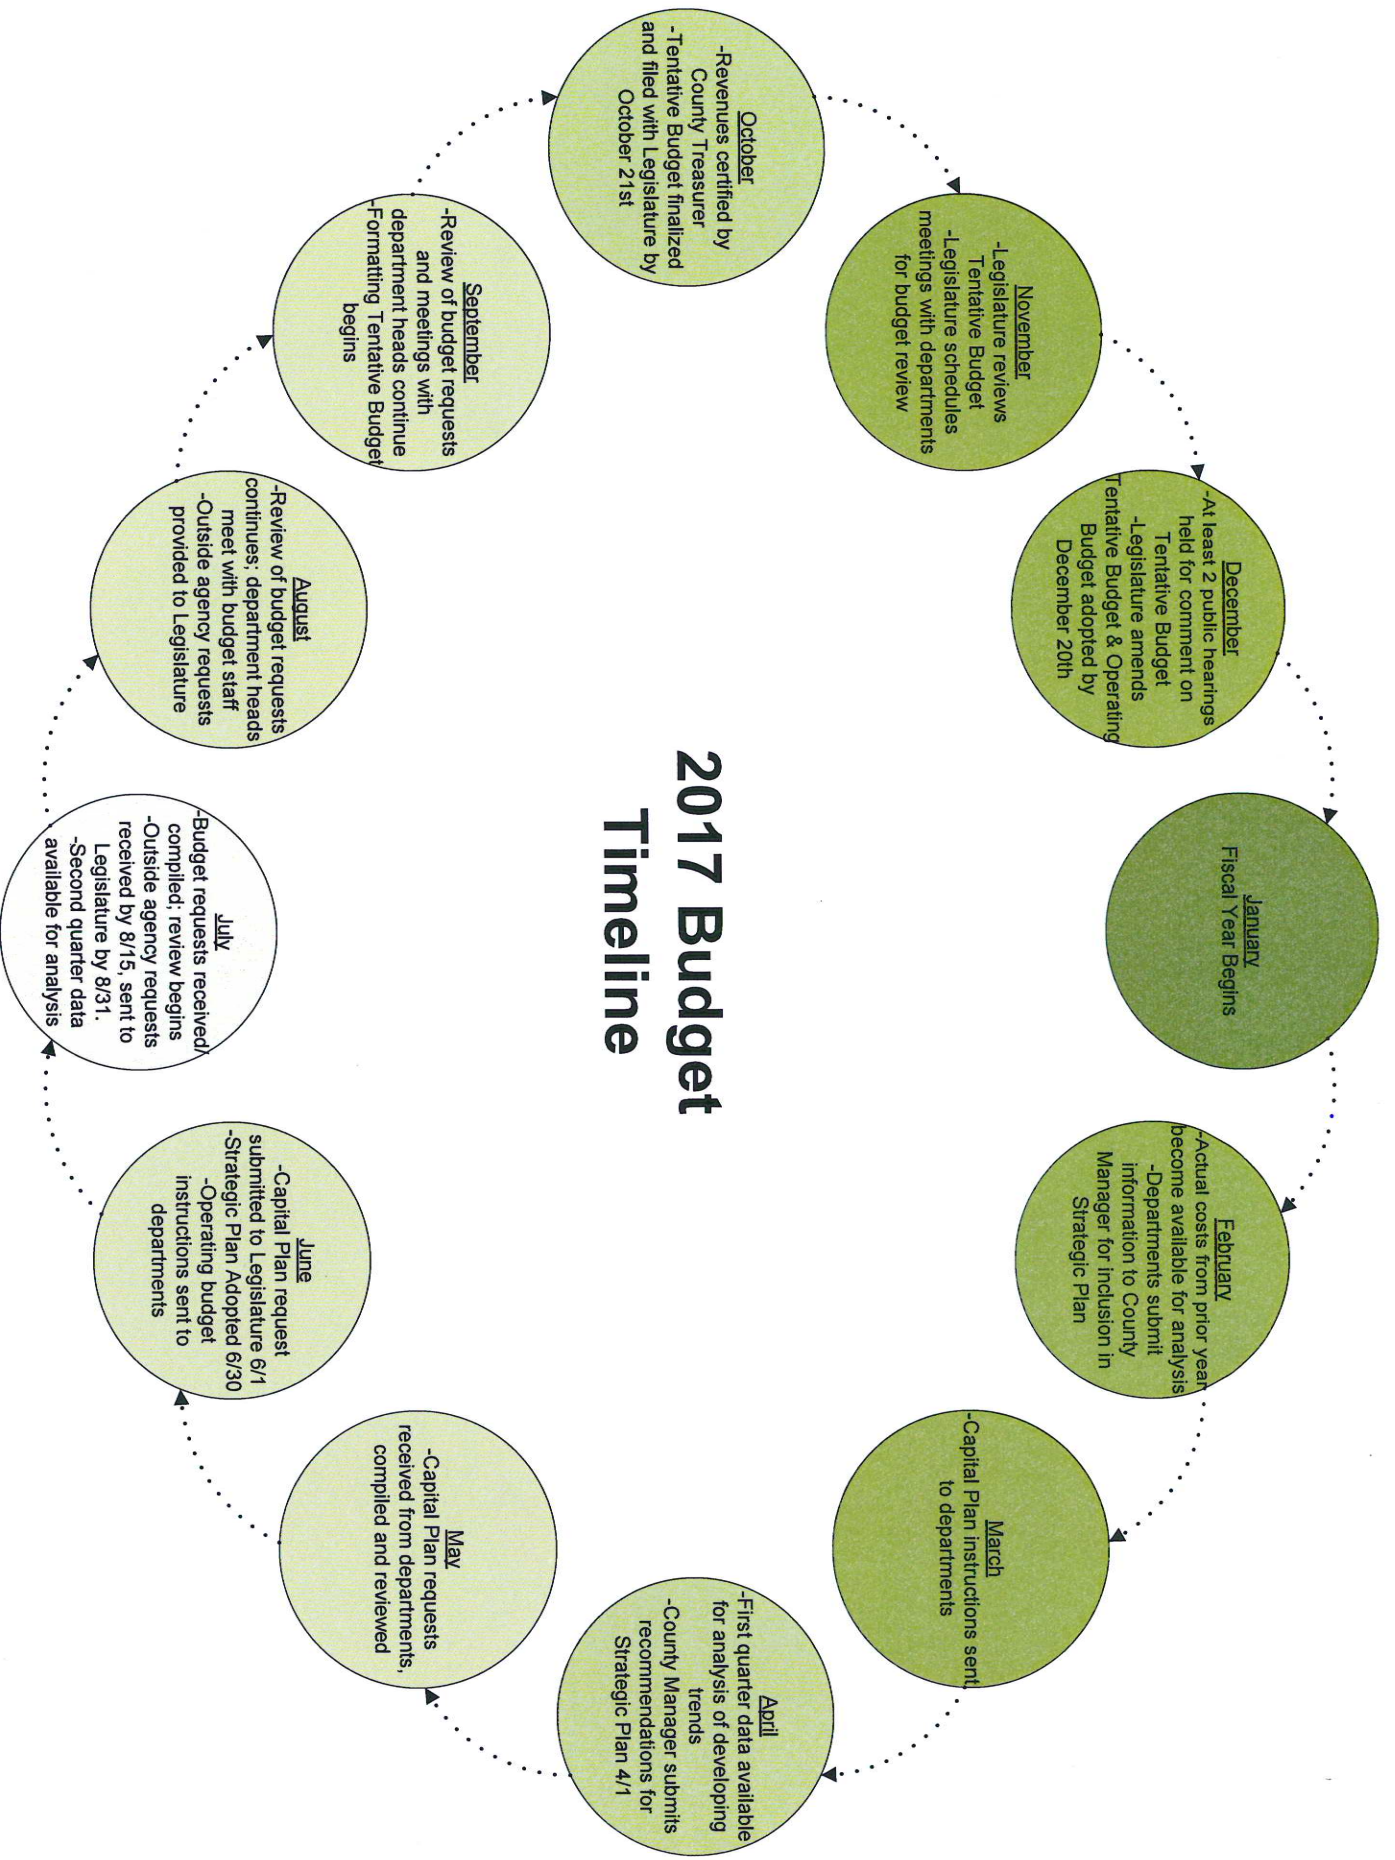 2017 Budget
Timeline
January
Fiscal Year Begins
February
-Actual costs from prior year
become available for analysis
-Departments submit
information to County
Manager for inclusion in
Strategic Plan
March
-Capital Plan instructions sent
to departments
April
-First quarter data available
for analysis of developing
trends
-County Manager submits
recommendations for
Strategic Plan 4/1
May
-Capital Plan requests
received from departments,
compiled and reviewed
June
-Capital Plan request
submitted to Legislature 6/1
-Strategic Plan Adopted 6/30
-Operating budget
instructions sent to
departments
July
-Budget requests received/
compiled; review begins
-Outside agency requests
received by 8/15, sent to
Legislature by 8/31.
-Second quarter data
available for analysis
August
-Review of budget requests
continues; department heads
meet with budget staff
-Outside agency requests
provided to Legislature
September
-Review of budget requests
and meetings with
department heads continue
-Formatting Tentative Budget
begins
October
-Revenues certified by
County Treasurer
-Tentative Budget finalized
and filed with Legislature by
October 21st
November
-Legislature reviews
Tentative Budget
-Legislature schedules
meetings with departments
for budget review
December
-At least 2 public hearings
held for comment on
Tentative Budget
-Legislature amends
Tentative Budget & Operating
Budget adopted by
December 20th